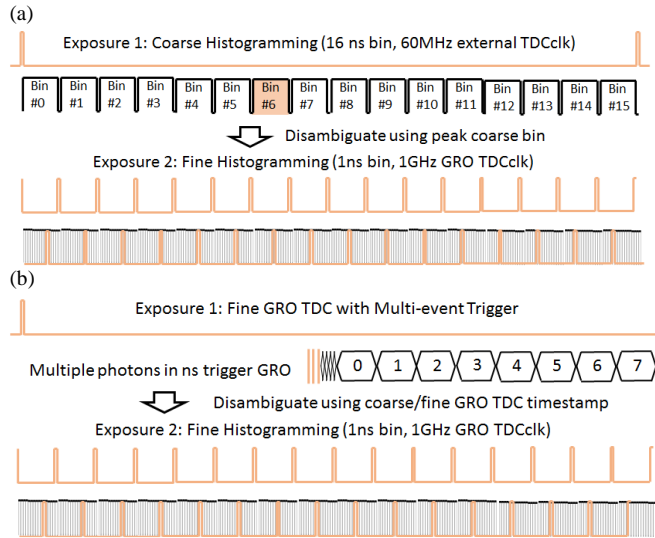 (a)
Exposure 1: Coarse Histogramming (16 ns bin, 60MHz external TDCclk)
Bin #0 Bin #1 Bin #2 Bin #3 Bin #4 Bin #5 Bin #6 Bin #7 Bin #8 Bin #9 Bin #10 Bin #11 Bin #12 Bin #13 Bin #14 Bin #15
Disambiguate using peak coarse bin
Exposure 2: Fine Histogramming (1ns bin, 1GHz GRO TDCclk)
(b)
Exposure 1: Fine GRO TDC with Multi-event Trigger
Multiple photons in ns trigger GRO 0 1 2 3 4 5 6 7
Disambiguate using coarse/fine GRO TDC timestamp
Exposure 2: Fine Histogramming (1ns bin, 1GHz GRO TDCclk)